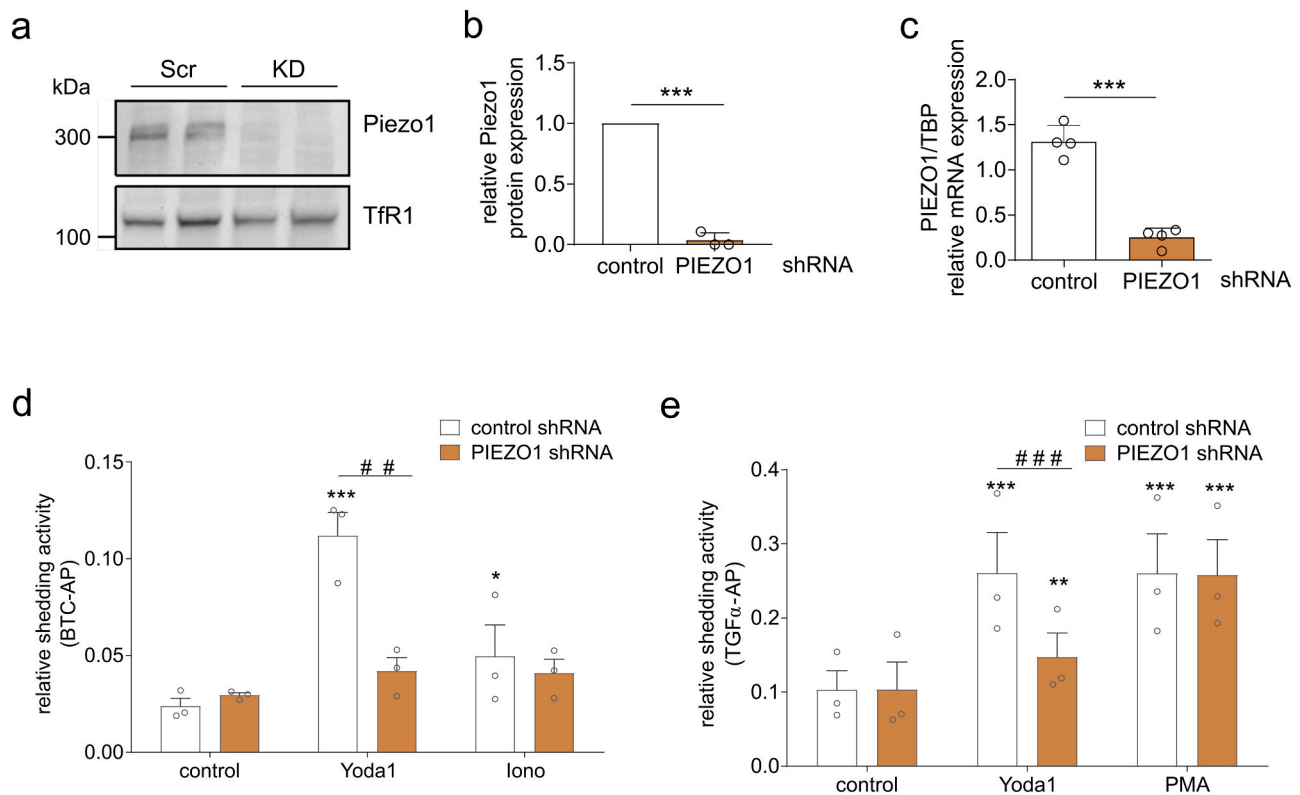 a
Scr KD
kDa
300
Piezo1
TfR1
100
b
relative Piezo1
protein expression
1.5
1.0
0.5
0.0
***
control PIEZO1 shRNA
c
PIEZO1/TBP
relative mRNA expression
2.0
1.5
1.0
0.5
0.0
***
control PIEZO1 shRNA
d
control shRNA
PIEZO1 shRNA
relative shedding activity
(BTC-AP)
0.15
0.10
0.05
0.00
# #
***
*
control Yoda1 Iono
e
control shRNA
PIEZO1 shRNA
relative shedding activity
(TGFα-AP)
0.4
0.3
0.2
0.1
0.0
# # #
***
**
*** ***
control Yoda1 PMA